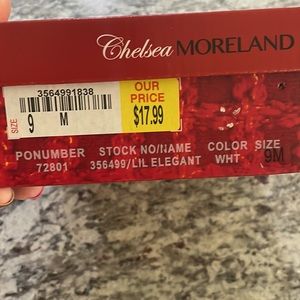 Chelsea MORELAND
3564991838
SIZE 9 M
OUR
PRICE
$17.99
PONUMBER STOCK NO/NAME COLOR SIZE
72801 356499/LIL ELEGANT WHT 9M